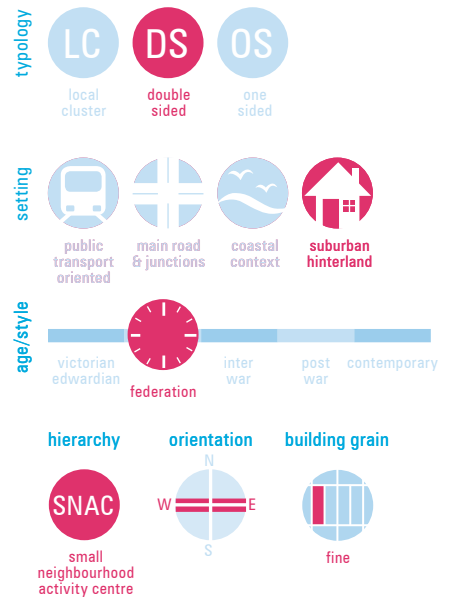 typology
LC DS OS
local
cluster
double
sided
one
sided
setting
public
transport
oriented
main road
& junctions
coastal
context
suburban
hinterland
age/style
victorian
edwardian
federation
inter
war
post
war
contemporary
hierarchy
SNAC
small
neighbourhood
activity centre
orientation
N
W E
S
building grain
fine